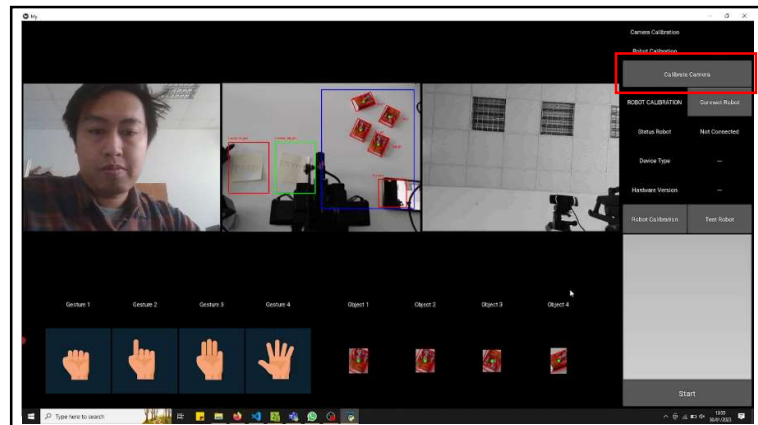 My
Camera Calibration
Robot Calibration
Calibrate Camera
ROBOT CALIBRATION
Connect Robot
Status Robot
Not Connected
Device Type
--
Hardware Version
--
Robot Calibration
Test Robot
Gesture 1
Gesture 2
Gesture 3
Gesture 4
Object 1
Object 2
Object 3
Object 4
Start
Type here to search